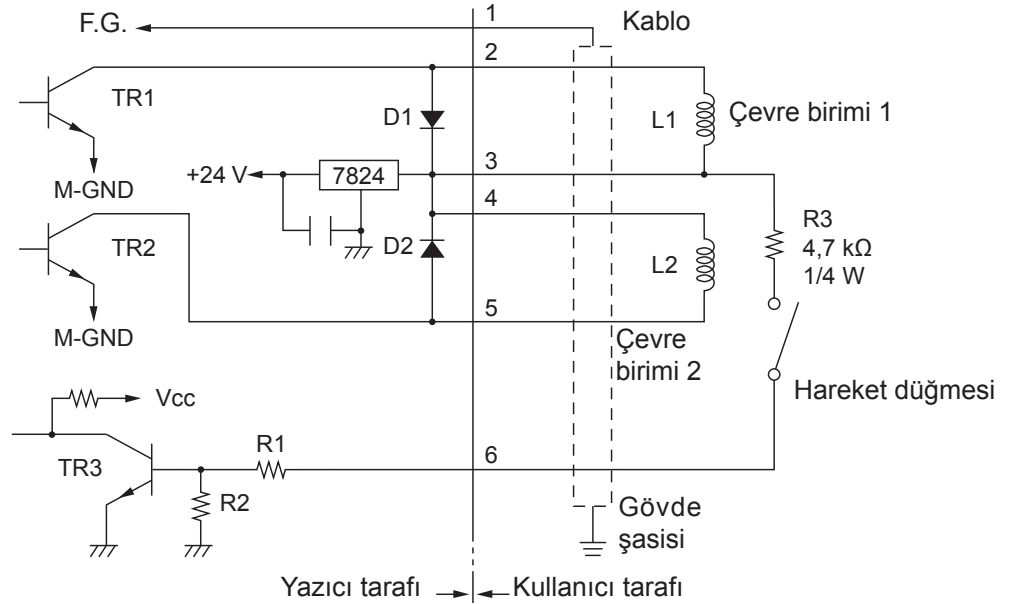 F.G.
1
Kablo
2
TR1
D1
L1
Çevre birimi 1
M-GND
+24 V
7824
3
4
R3
4,7 kΩ
1/4 W
TR2
D2
L2
M-GND
5
Çevre
birimi 2
Hareket düğmesi
Vcc
TR3
R1
R2
6
Gövde
şasisi
Yazıcı tarafı
Kullanıcı tarafı